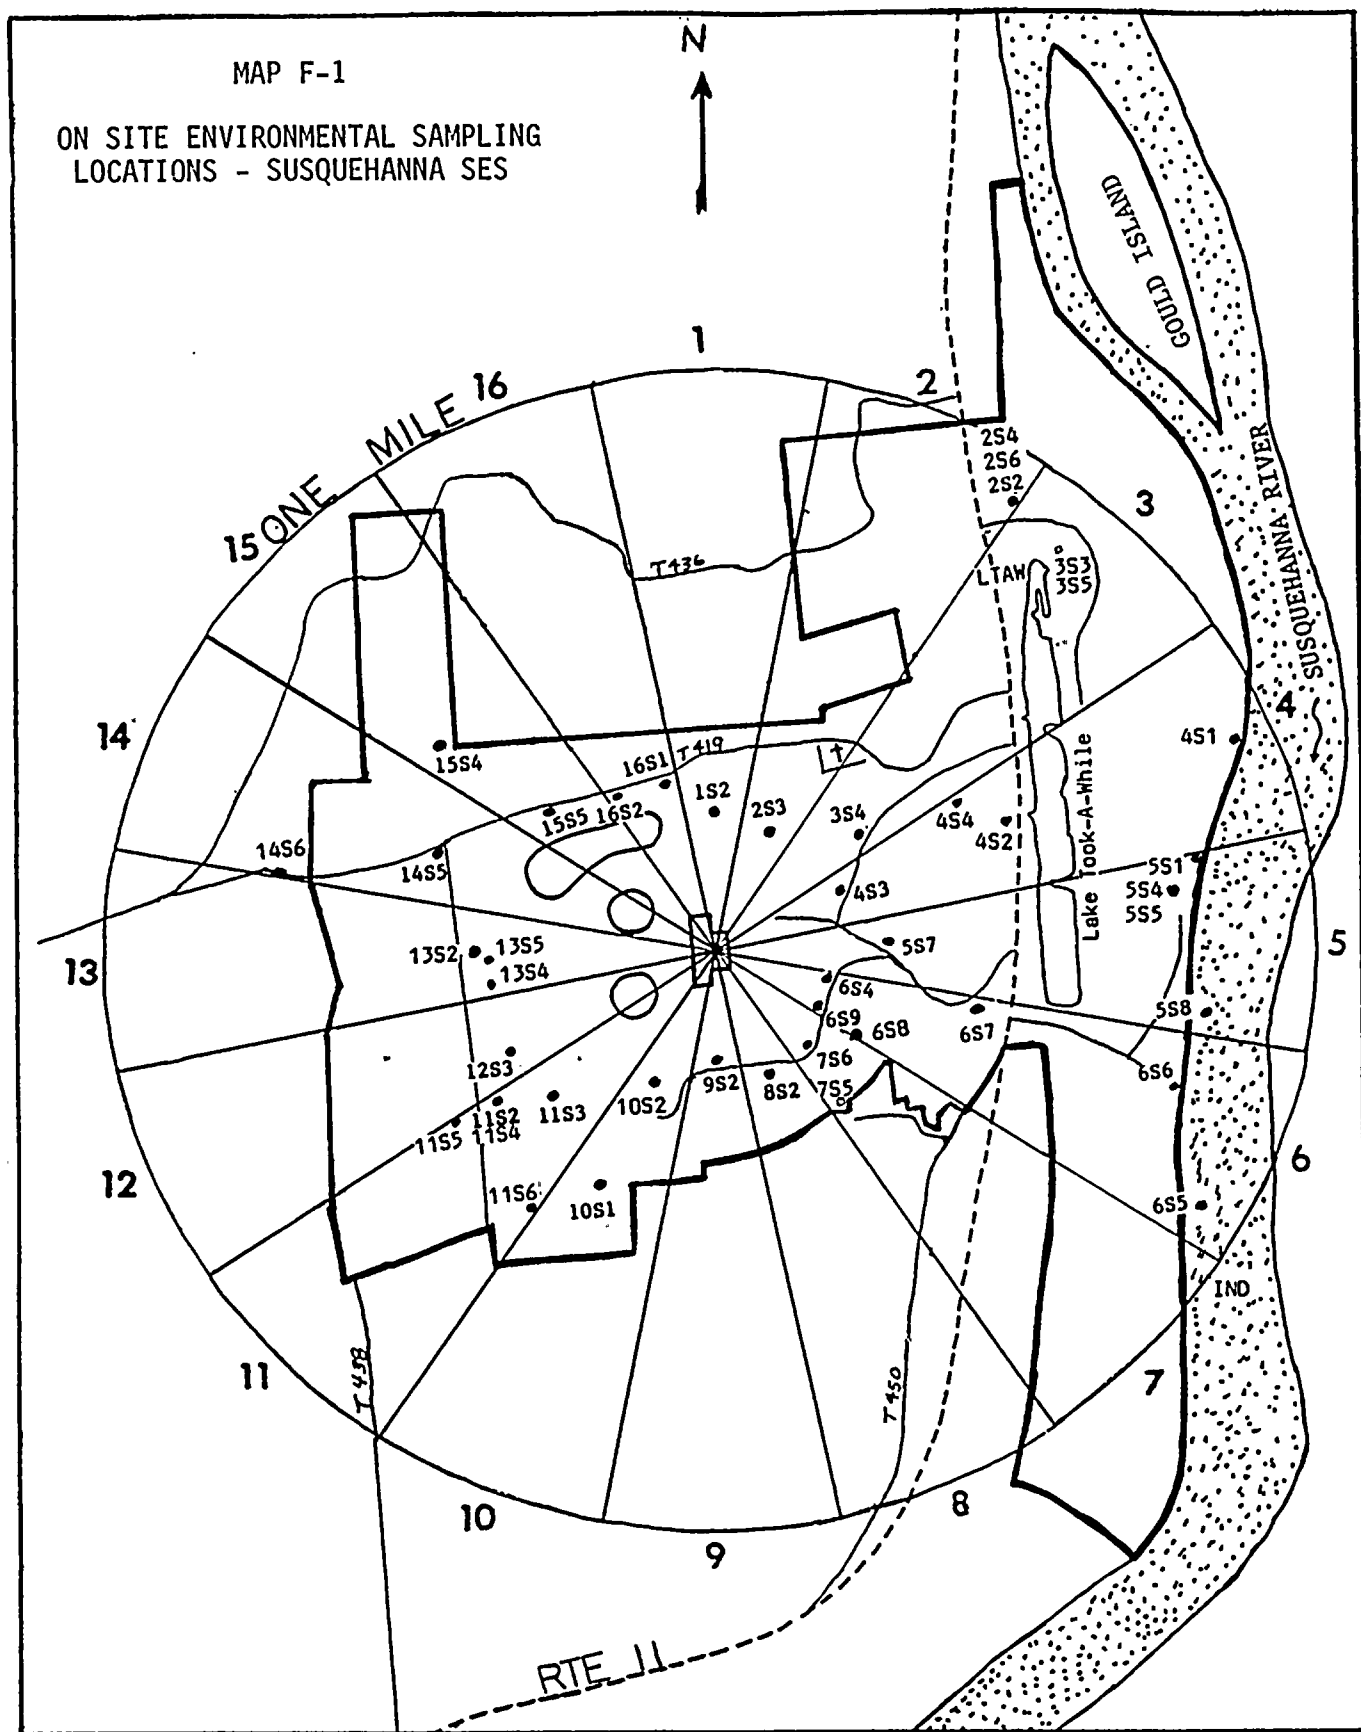 MAP F-1
ON SITE ENVIRONMENTAL SAMPLING
LOCATIONS - SUSQUEHANNA SES
N
GOULD ISLAND
SUSQUEHANNA RIVER
1
2
16
ONE MILE
15
3
2S4
2S6
2S2
T436
LTAW
3S3
3S5
14
4
4S1
15S4
16S1
T419
1S2
2S3
3S4
4S4
4S2
15S5
16S2
Lake Took-A-While
14S6
14S5
4S3
5S1
5S4
5S5
5
13
13S2
13S5
13S4
5S7
6S4
6S9
6S8
6S7
5S8
12S3
7S6
6S6
9S2
8S2
7S5
10S2
11S3
11S2
11S4
11S5
12
6
11S6
10S1
6S5
IND
11
T438
T450
7
10
8
9
RTE 11